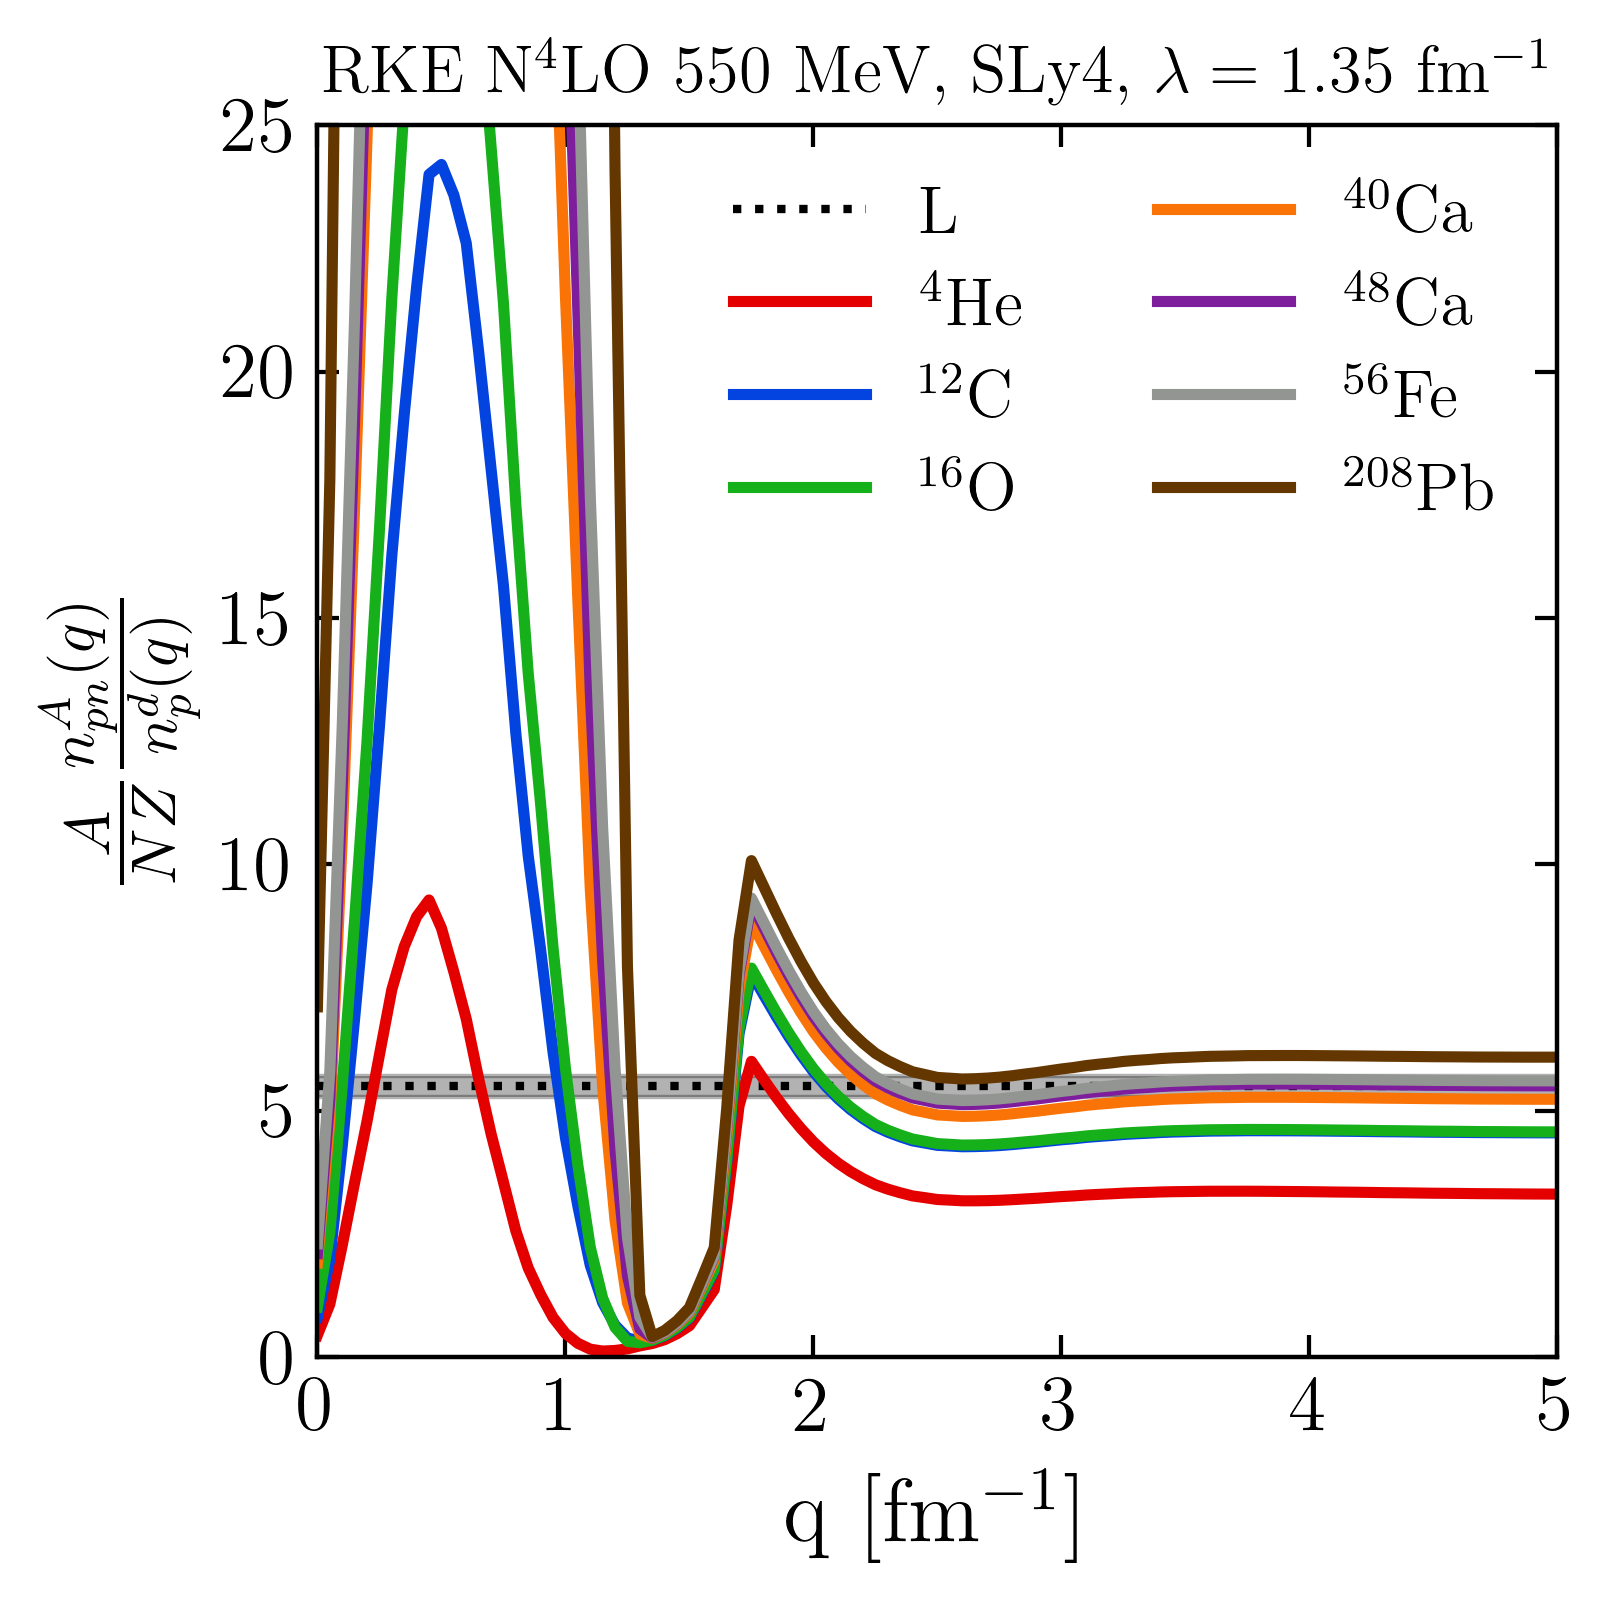 RKE N⁴LO 550 MeV, SLy4, λ = 1.35 fm⁻¹
25
20
15
10
5
0
A/NZ n^A_pn(q)/n^d_p(q)
L
⁴He
¹²C
¹⁶O
⁴⁰Ca
⁴⁸Ca
⁵⁶Fe
²⁰⁸Pb
0 1 2 3 4 5
q [fm⁻¹]